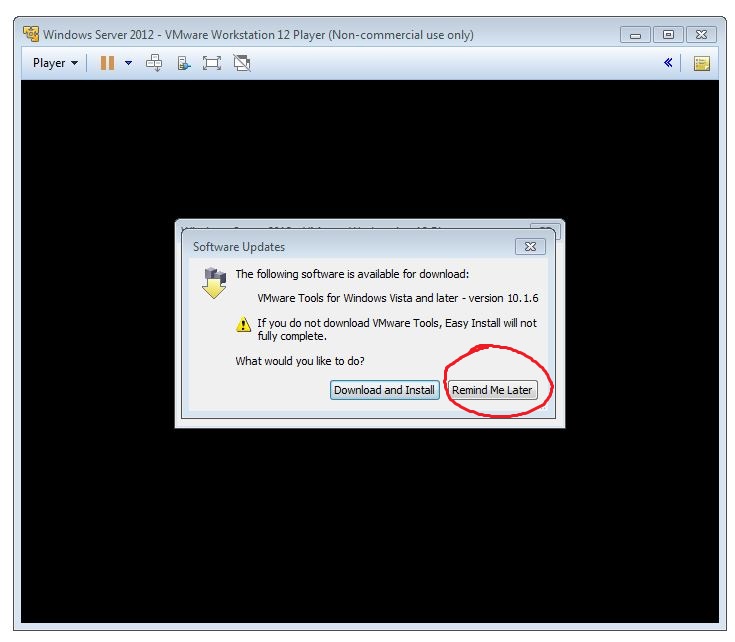 Windows Server 2012 - VMware Workstation 12 Player (Non-commercial use only)
Player
Software Updates
The following software is available for download:
VMware Tools for Windows Vista and later - version 10.1.6
If you do not download VMware Tools, Easy Install will not
fully complete.
What would you like to do?
Download and Install
Remind Me Later